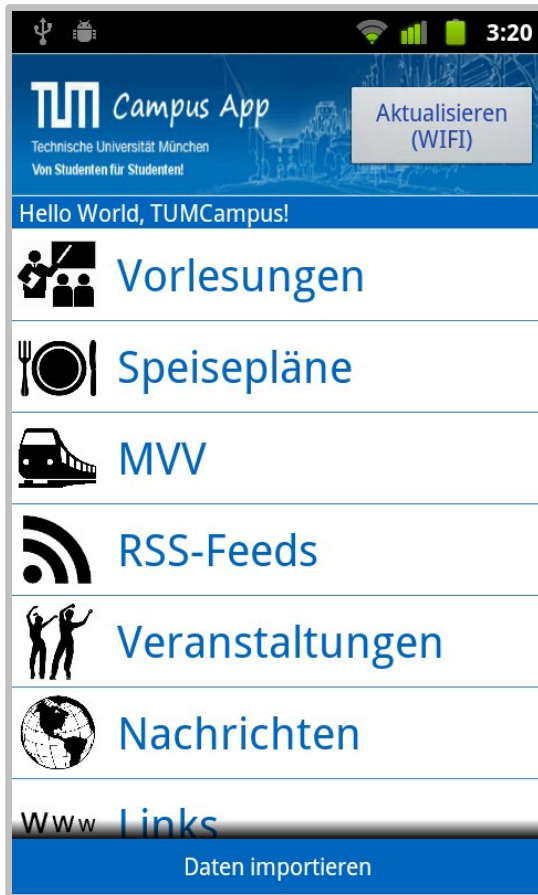 3:20
TUM Campus App
Technische Universität München
Von Studenten für Studenten!
Aktualisieren
(WIFI)
Hello World, TUMCampus!
Vorlesungen
Speisepläne
MVV
RSS-Feeds
Veranstaltungen
Nachrichten
Www Links
Daten importieren